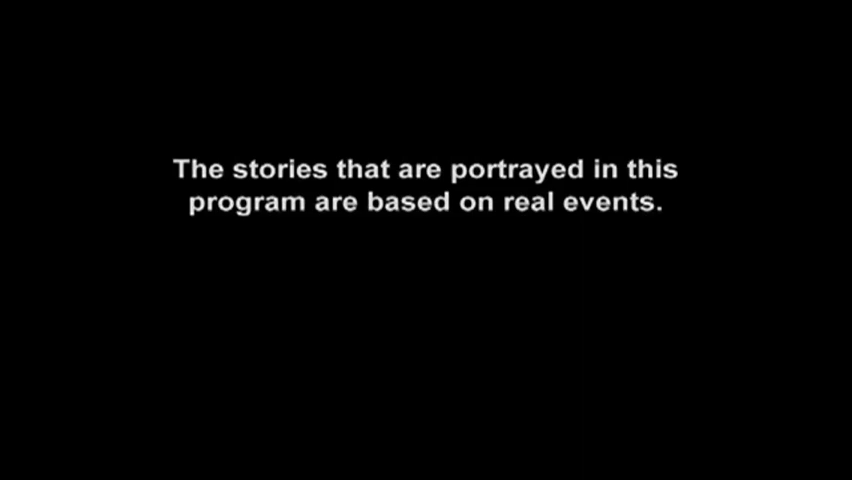 The stories that are portrayed in this
program are based on real events.